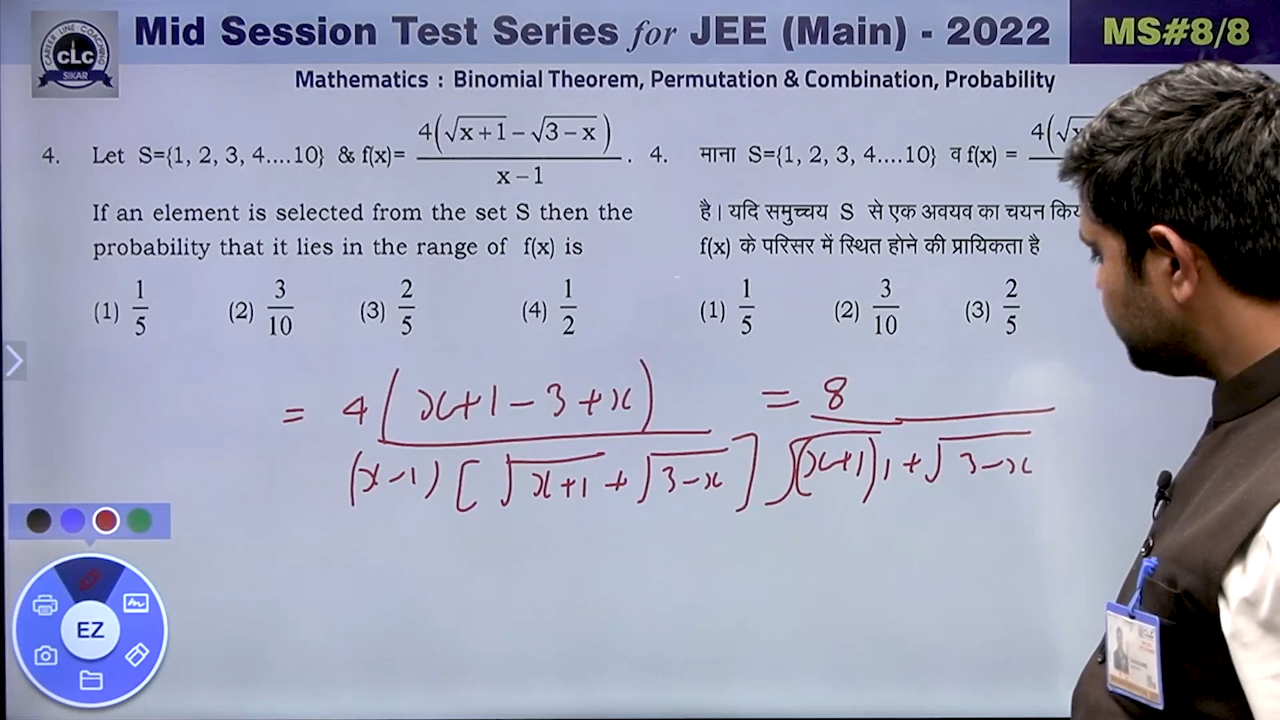 Mid Session Test Series for JEE (Main) - 2022
MS#8/8
CAREER LINE COACHING
CLC
SIKAR
Mathematics : Binomial Theorem, Permutation & Combination, Probability
4. Let S={1, 2, 3, 4....10} & f(x)= 4(√x+1 − √3−x) / x−1 .
If an element is selected from the set S then the
probability that it lies in the range of f(x) is
(1) 1/5 (2) 3/10 (3) 2/5 (4) 1/2
4. माना S={1, 2, 3, 4....10} व f(x) = 4(√x
है। यदि समुच्चय S से एक अवयव का चयन किय
f(x) के परिसर में स्थित होने की प्रायिकता है
(1) 1/5 (2) 3/10 (3) 2/5
= 4(x+1−3+x) / (x−1)[√x+1 + √3−x] = 8 / √(x+1) + √3−x
EZ